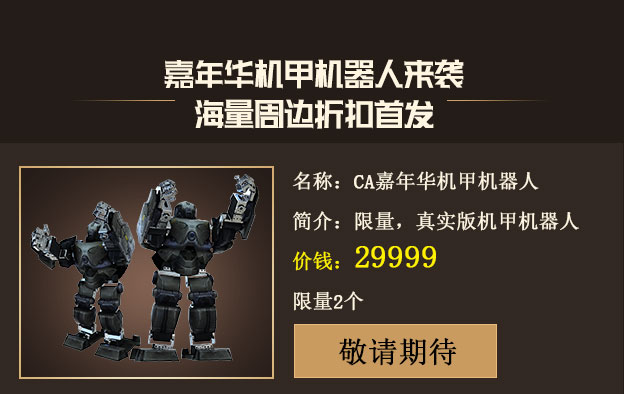 嘉年华机甲机器人来袭
海量周边折扣首发
名称：CA嘉年华机甲机器人
简介：限量，真实版机甲机器人
价钱：29999
限量2个
敬请期待